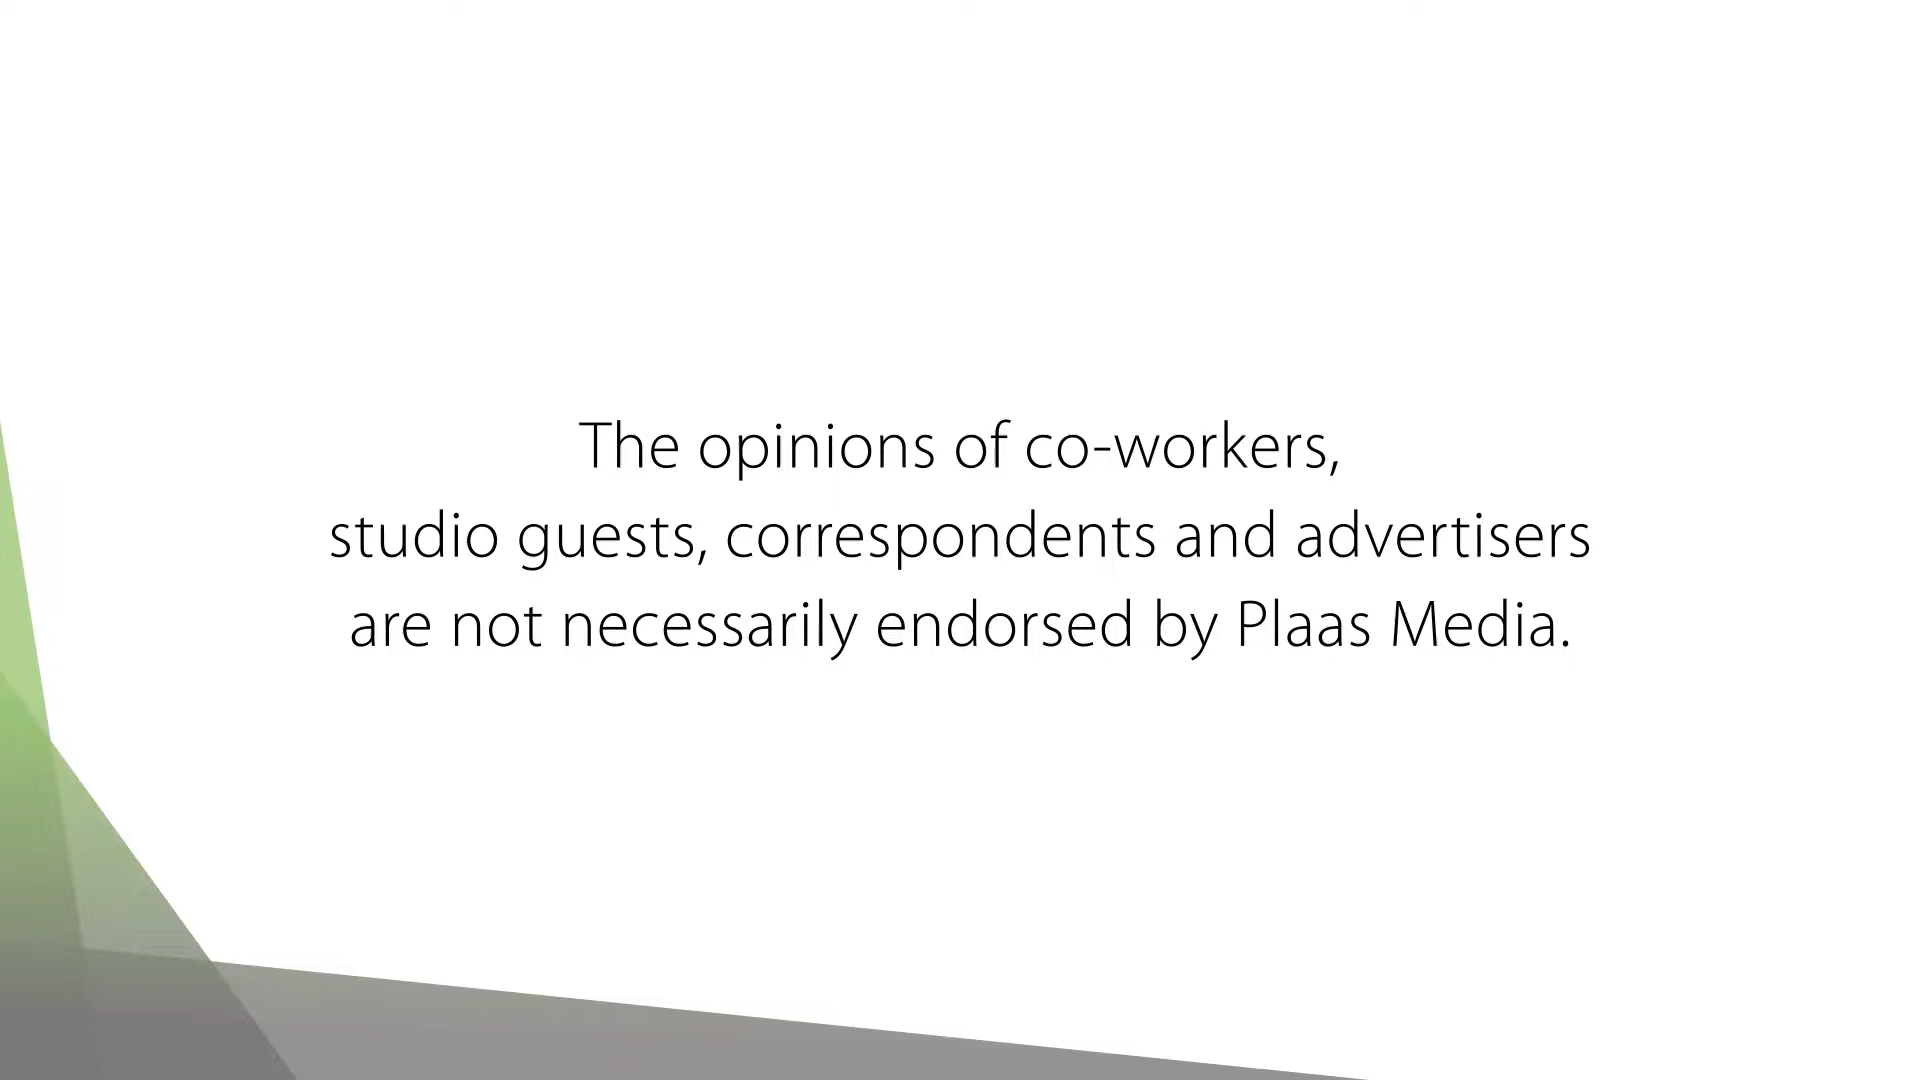 The opinions of co-workers,
studio guests, correspondents and advertisers
are not necessarily endorsed by Plaas Media.